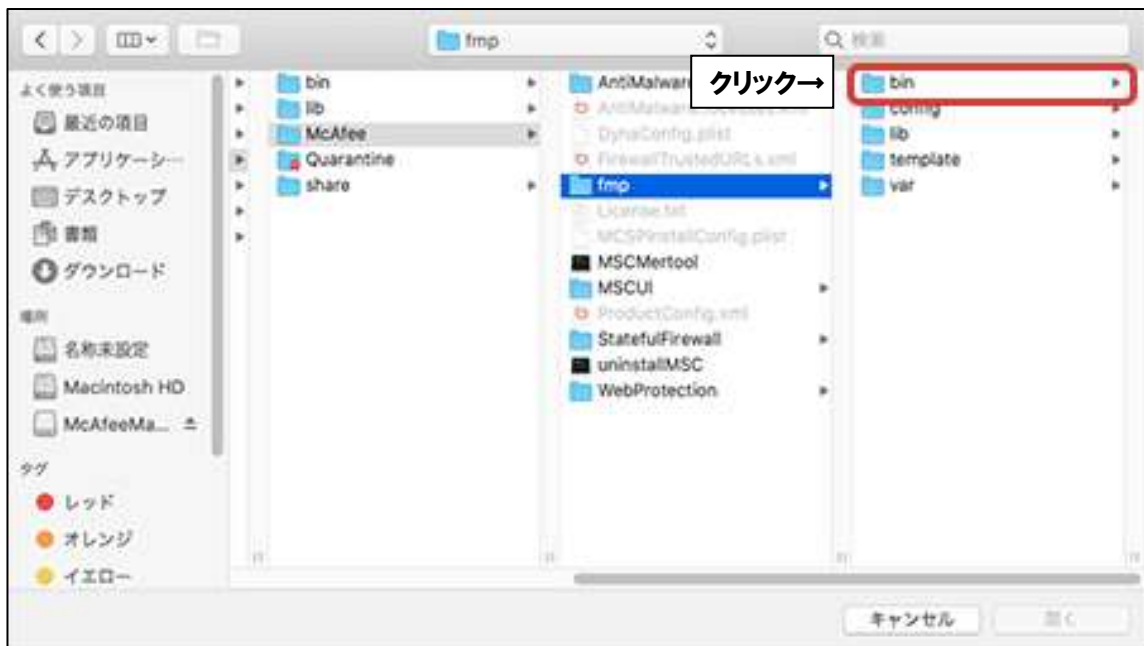 fmp
検索
クリック→
よく使う項目
最近の項目
アプリケーシ…
デスクトップ
書類
ダウンロード
場所
名称未設定
Macintosh HD
McAfeeMa...
タグ
レッド
オレンジ
イエロー
bin
lib
McAfee
Quarantine
share
AntiMalware
DynaConfig.plist
FirewallTrustedURLs.xml
fmp
License.txt
MCSPInstallConfig.plist
MSCMertool
MSCUI
ProductConfig.xml
StatefulFirewall
uninstallMSC
WebProtection
bin
config
lib
template
var
キャンセル
開く